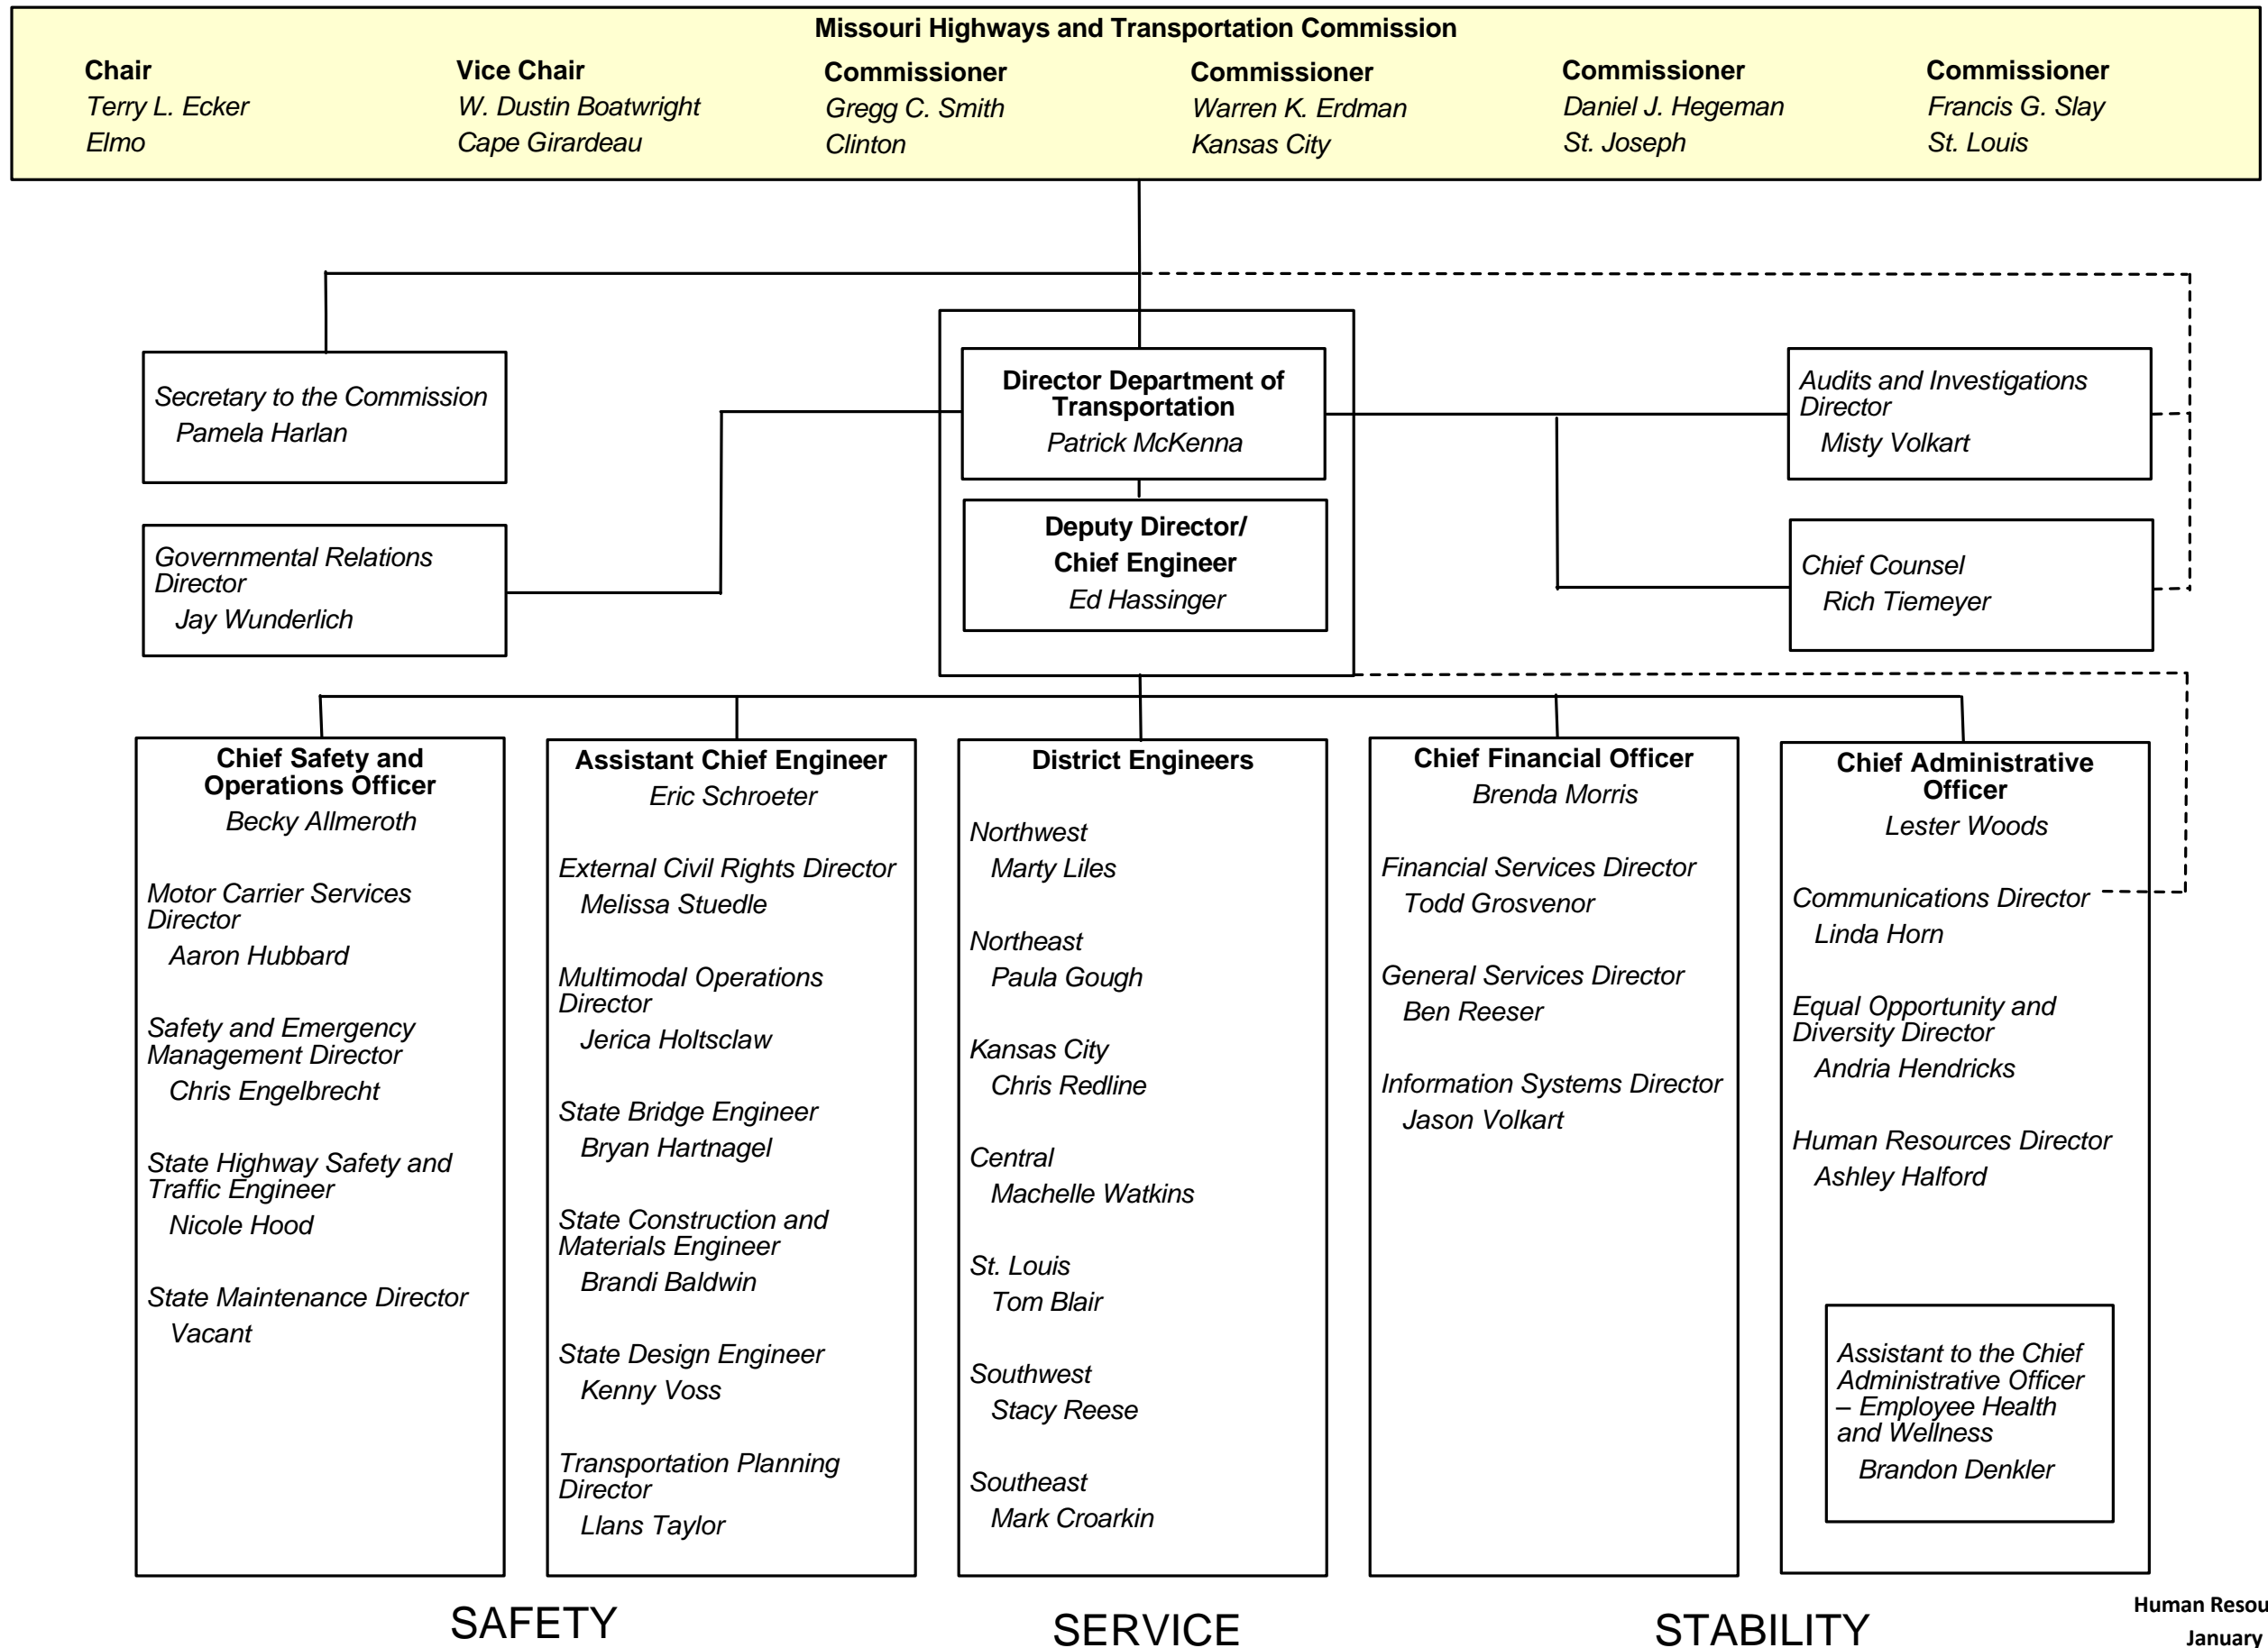 Missouri Highways and Transportation Commission
Chair
Terry L. Ecker
Elmo
Vice Chair
W. Dustin Boatwright
Cape Girardeau
Commissioner
Gregg C. Smith
Clinton
Commissioner
Warren K. Erdman
Kansas City
Commissioner
Daniel J. Hegeman
St. Joseph
Commissioner
Francis G. Slay
St. Louis
Secretary to the Commission
Pamela Harlan
Governmental Relations
Director
Jay Wunderlich
Director Department of
Transportation
Patrick McKenna
Deputy Director/
Chief Engineer
Ed Hassinger
Audits and Investigations
Director
Misty Volkart
Chief Counsel
Rich Tiemeyer
Chief Safety and
Operations Officer
Becky Allmeroth
Motor Carrier Services
Director
Aaron Hubbard
Safety and Emergency
Management Director
Chris Engelbrecht
State Highway Safety and
Traffic Engineer
Nicole Hood
State Maintenance Director
Vacant
Assistant Chief Engineer
Eric Schroeter
External Civil Rights Director
Melissa Stuedle
Multimodal Operations
Director
Jerica Holtsclaw
State Bridge Engineer
Bryan Hartnagel
State Construction and
Materials Engineer
Brandi Baldwin
State Design Engineer
Kenny Voss
Transportation Planning
Director
Llans Taylor
District Engineers
Northwest
Marty Liles
Northeast
Paula Gough
Kansas City
Chris Redline
Central
Machelle Watkins
St. Louis
Tom Blair
Southwest
Stacy Reese
Southeast
Mark Croarkin
Chief Financial Officer
Brenda Morris
Financial Services Director
Todd Grosvenor
General Services Director
Ben Reeser
Information Systems Director
Jason Volkart
Chief Administrative
Officer
Lester Woods
Communications Director
Linda Horn
Equal Opportunity and
Diversity Director
Andria Hendricks
Human Resources Director
Ashley Halford
Assistant to the Chief
Administrative Officer
– Employee Health
and Wellness
Brandon Denkler
SAFETY
SERVICE
STABILITY
Human Resou
January